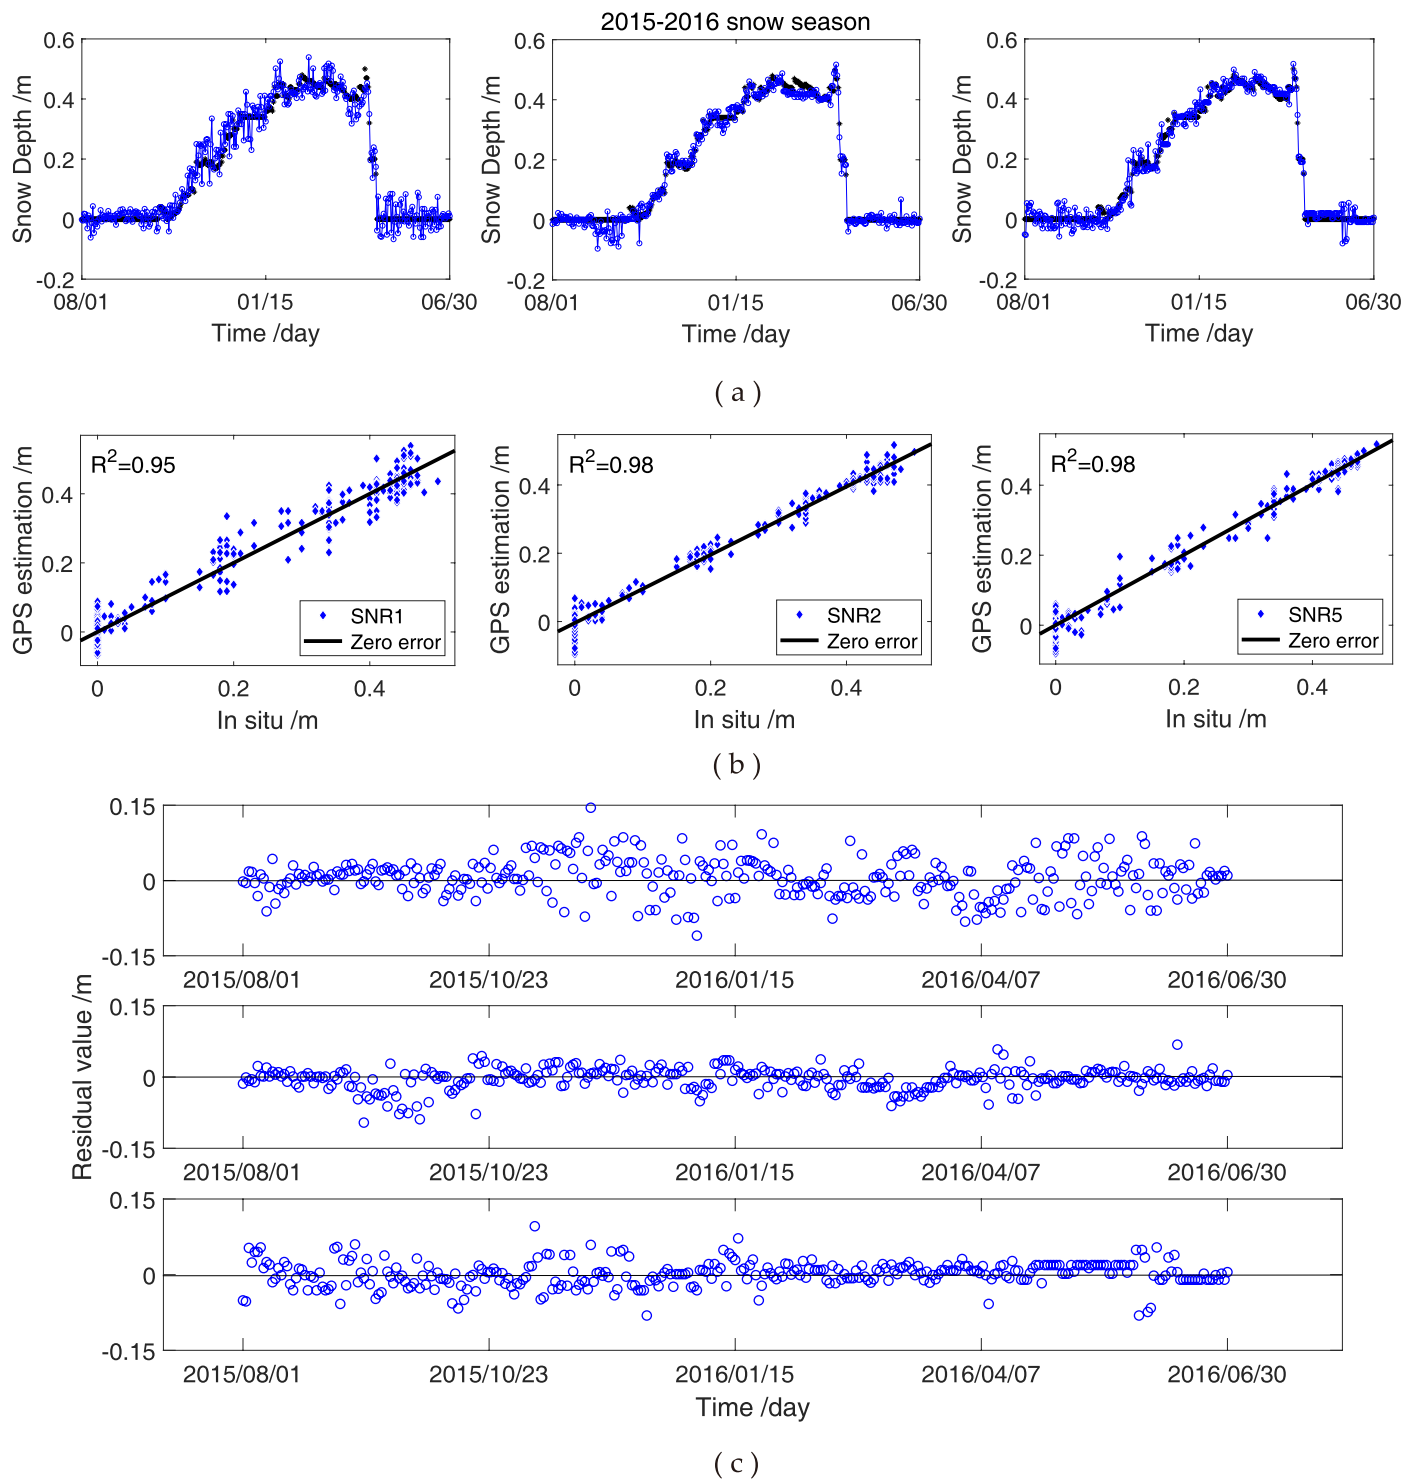 2015-2016 snow season
0.6
0.4
0.2
0
-0.2
Snow Depth /m
08/01
01/15
06/30
Time /day
0.6
0.4
0.2
0
-0.2
Snow Depth /m
08/01
01/15
06/30
Time /day
0.6
0.4
0.2
0
-0.2
Snow Depth /m
08/01
01/15
06/30
Time /day
( a )
R²=0.95
GPS estimation /m
0.4
0.2
0
SNR1
Zero error
0
0.2
0.4
In situ /m
R²=0.98
GPS estimation /m
0.4
0.2
0
SNR2
Zero error
0
0.2
0.4
In situ /m
R²=0.98
GPS estimation /m
0.4
0.2
0
SNR5
Zero error
0
0.2
0.4
In situ /m
( b )
Residual value /m
0.15
0
-0.15
2015/08/01
2015/10/23
2016/01/15
2016/04/07
2016/06/30
0.15
0
-0.15
2015/08/01
2015/10/23
2016/01/15
2016/04/07
2016/06/30
0.15
0
-0.15
2015/08/01
2015/10/23
2016/01/15
2016/04/07
2016/06/30
Time /day
( c )